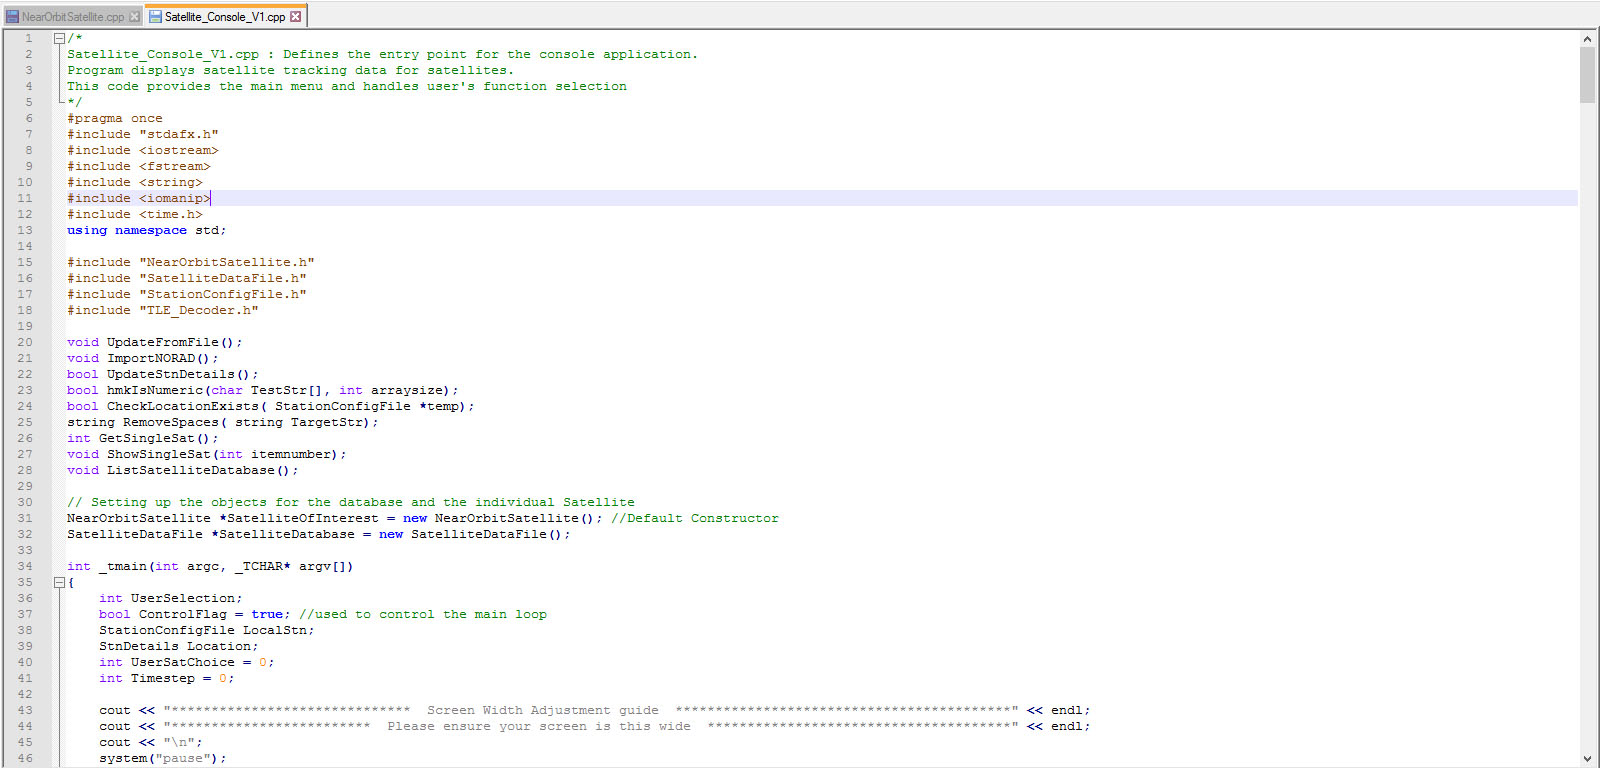 NearOrbitSatellite.cpp Satellite_Console_V1.cpp
1 /*
2 Satellite_Console_V1.cpp : Defines the entry point for the console application.
3 Program displays satellite tracking data for satellites.
4 This code provides the main menu and handles user's function selection
5 */
6 #pragma once
7 #include "stdafx.h"
8 #include <iostream>
9 #include <fstream>
10 #include <string>
11 #include <iomanip>
12 #include <time.h>
13 using namespace std;
14
15 #include "NearOrbitSatellite.h"
16 #include "SatelliteDataFile.h"
17 #include "StationConfigFile.h"
18 #include "TLE_Decoder.h"
19
20 void UpdateFromFile();
21 void ImportNORAD();
22 bool UpdateStnDetails();
23 bool hmkIsNumeric(char TestStr[], int arraysize);
24 bool CheckLocationExists( StationConfigFile *temp);
25 string RemoveSpaces( string TargetStr);
26 int GetSingleSat();
27 void ShowSingleSat(int itemnumber);
28 void ListSatelliteDatabase();
29
30 // Setting up the objects for the database and the individual Satellite
31 NearOrbitSatellite *SatelliteOfInterest = new NearOrbitSatellite(); //Default Constructor
32 SatelliteDataFile *SatelliteDatabase = new SatelliteDataFile();
33
34 int _tmain(int argc, _TCHAR* argv[])
35 {
36 int UserSelection;
37 bool ControlFlag = true; //used to control the main loop
38 StationConfigFile LocalStn;
39 StnDetails Location;
40 int UserSatChoice = 0;
41 int Timestep = 0;
42
43 cout << "******************************  Screen Width Adjustment guide  ******************************************" << endl;
44 cout << "*************************  Please ensure your screen is this wide  **************************************" << endl;
45 cout << "\n";
46 system("pause");